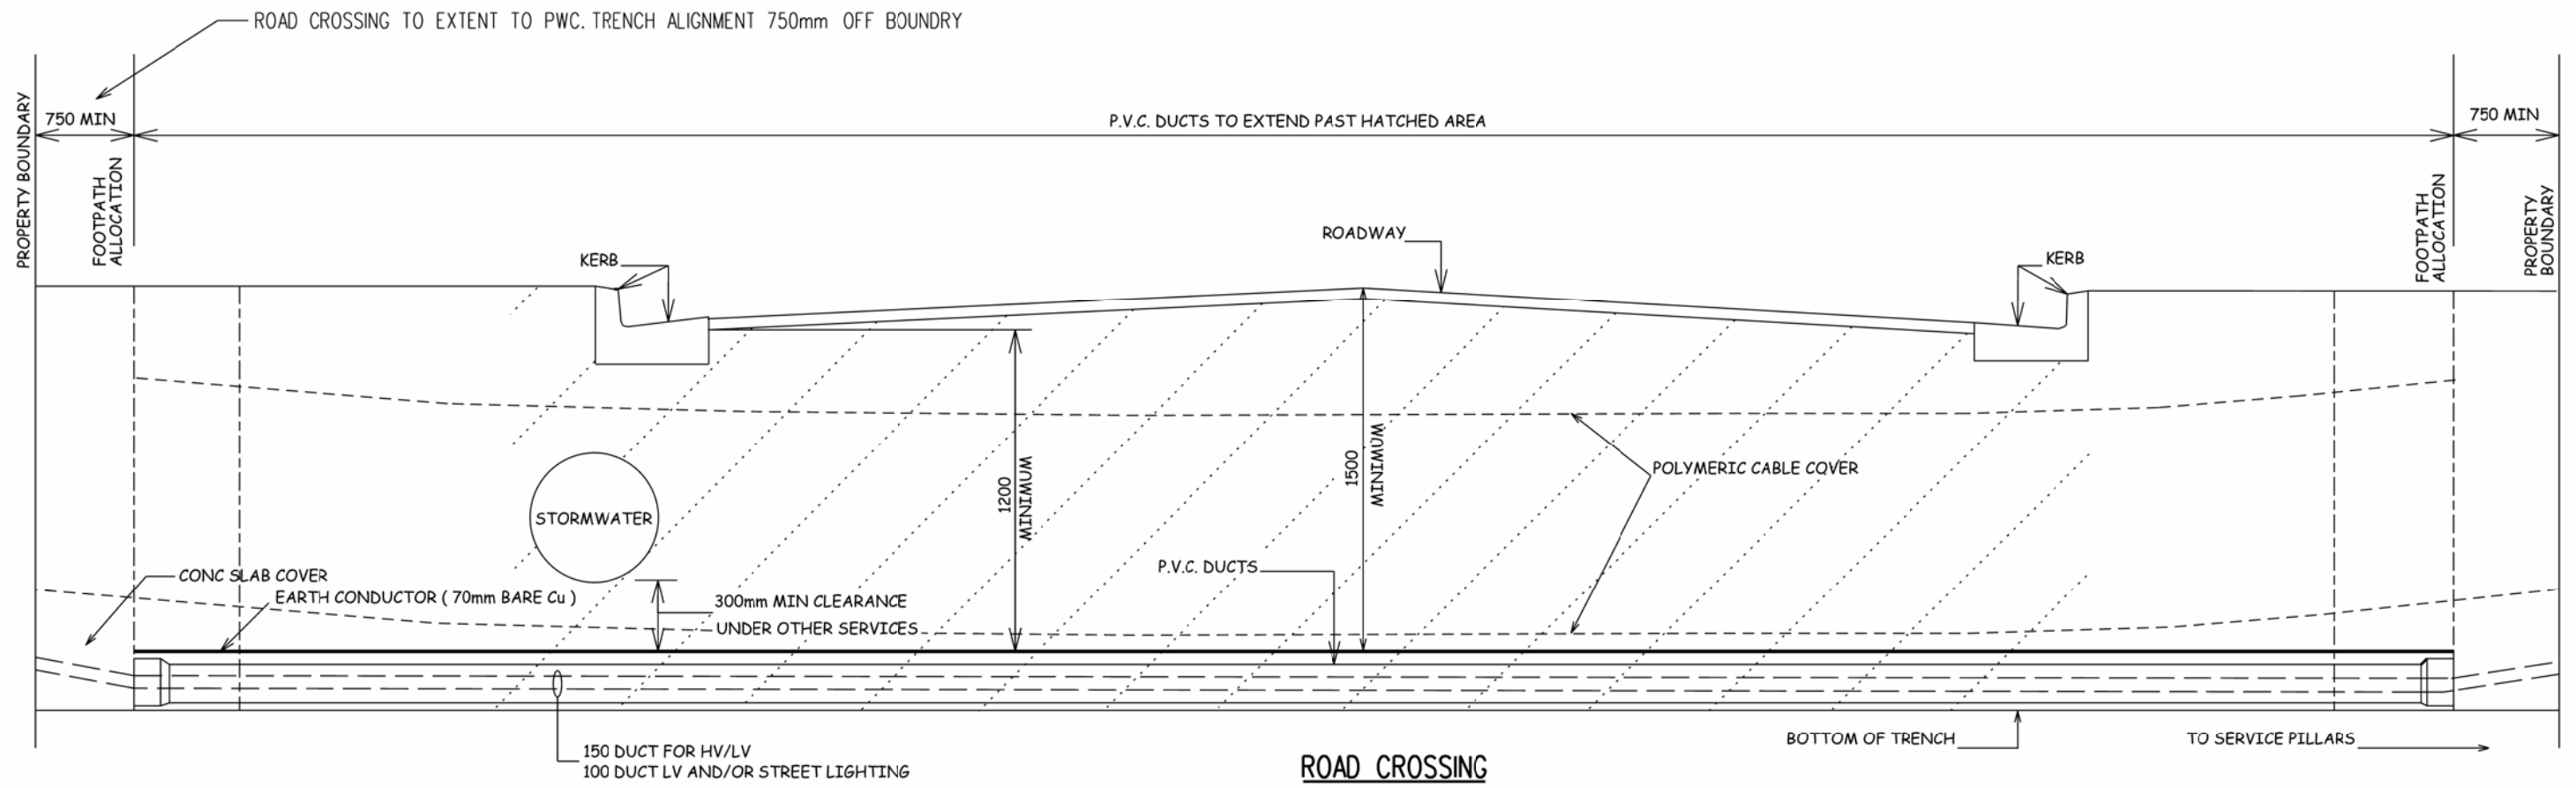 ROAD CROSSING TO EXTENT TO PWC. TRENCH ALIGNMENT 750mm OFF BOUNDRY
PROPERTY BOUNDARY
750 MIN
FOOTPATH
ALLOCATION
P.V.C. DUCTS TO EXTEND PAST HATCHED AREA
750 MIN
FOOTPATH
ALLOCATION
PROPERTY
BOUNDARY
KERB
ROADWAY
KERB
STORMWATER
1200
MINIMUM
1500
MINIMUM
POLYMERIC CABLE COVER
P.V.C. DUCTS
CONC SLAB COVER
EARTH CONDUCTOR ( 70mm BARE Cu )
300mm MIN CLEARANCE
UNDER OTHER SERVICES
150 DUCT FOR HV/LV
100 DUCT LV AND/OR STREET LIGHTING
BOTTOM OF TRENCH
TO SERVICE PILLARS
ROAD CROSSING